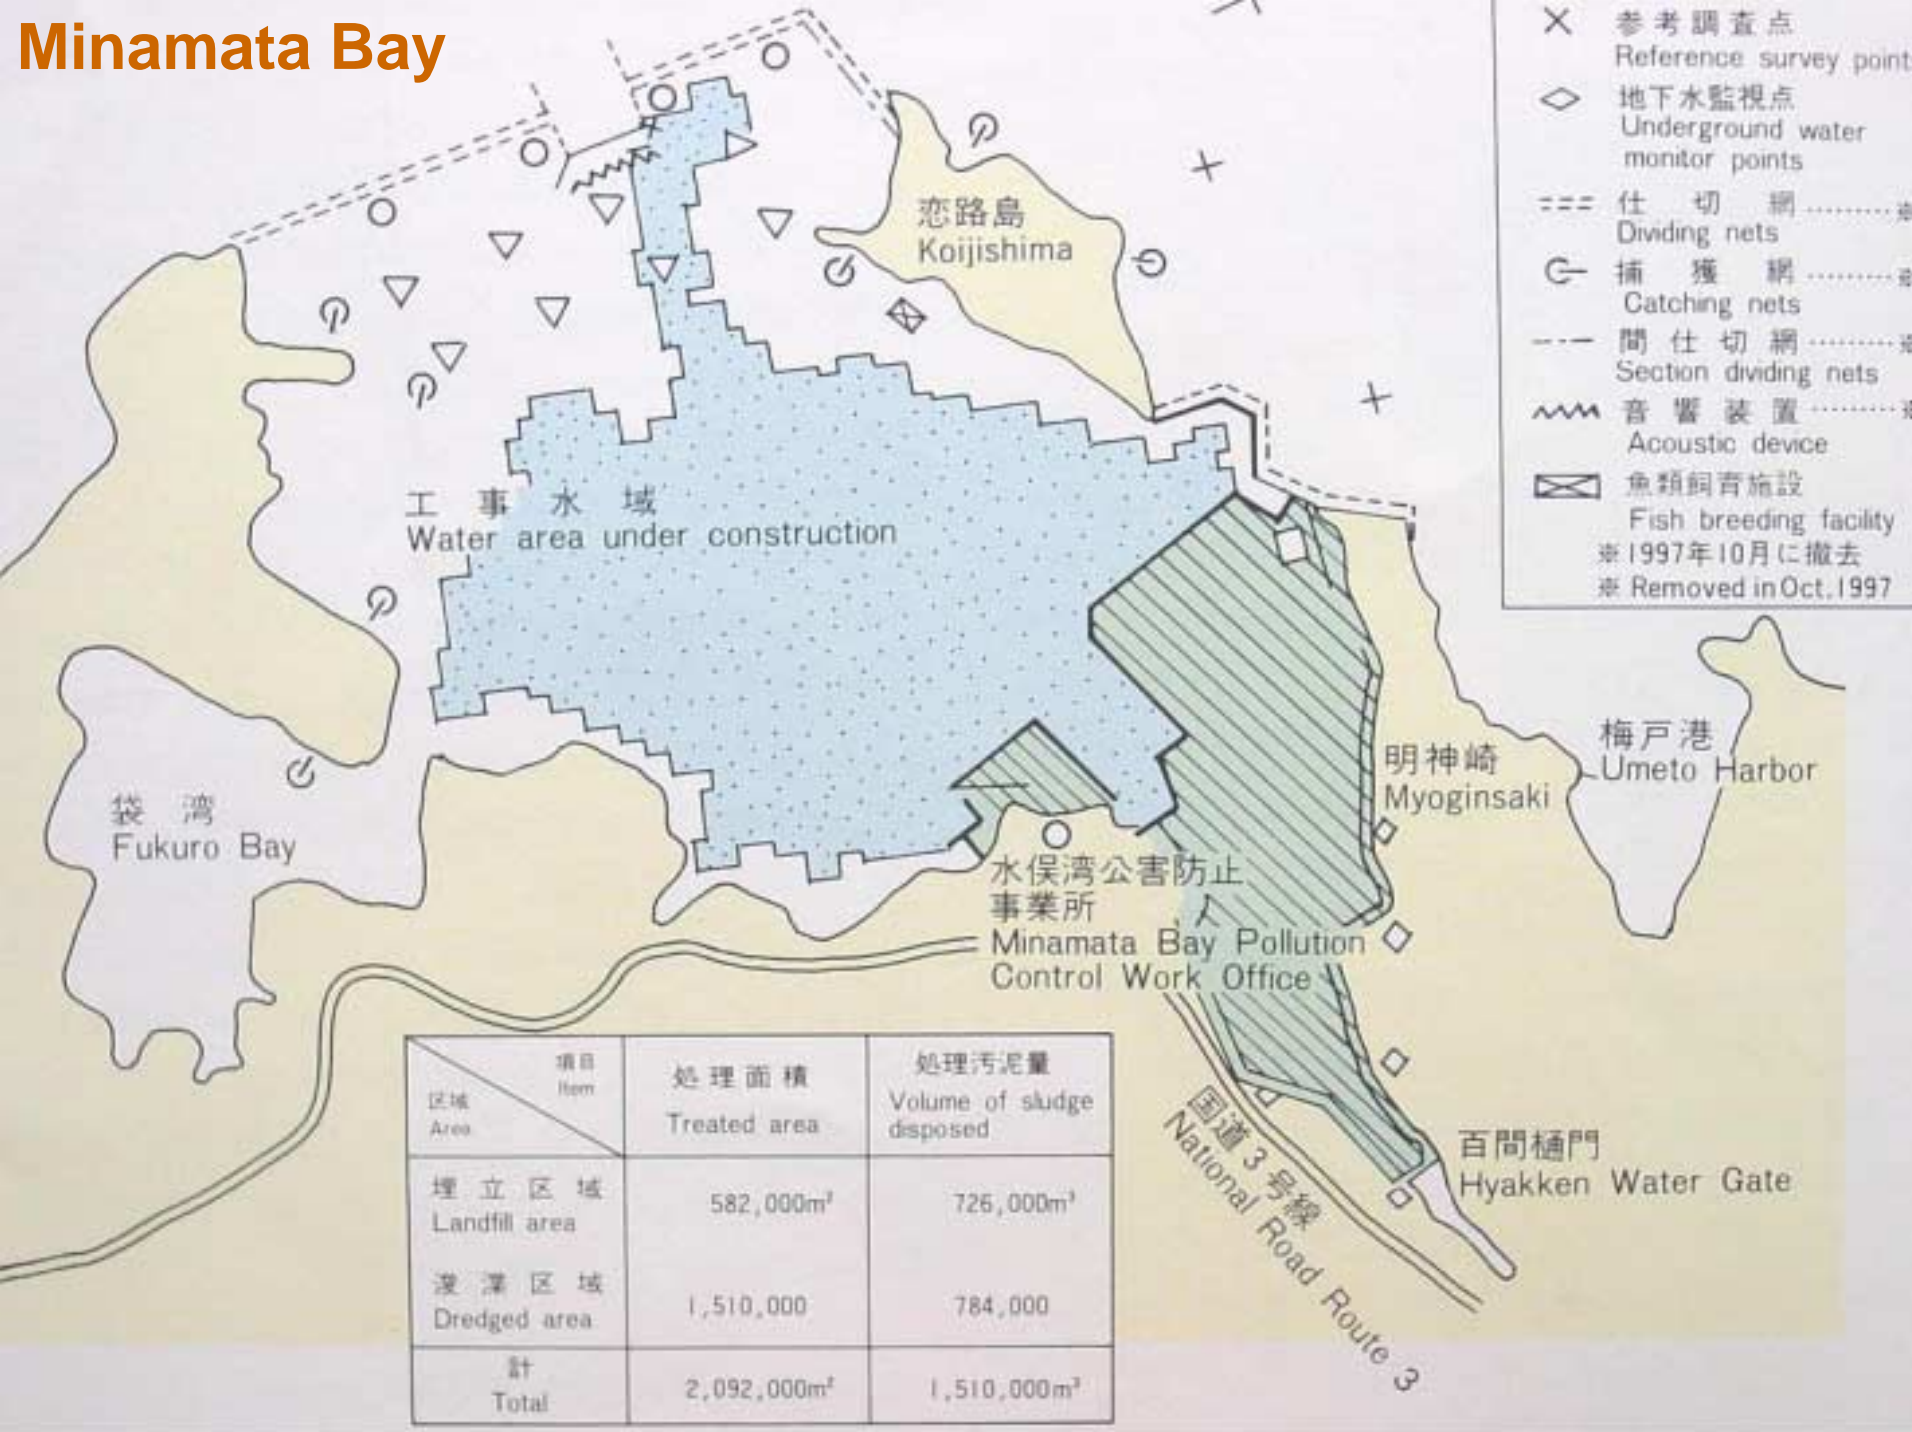 Minamata Bay
参考調査点
Reference survey point
地下水監視点
Underground water
monitor points
仕切網………※
Dividing nets
捕獲網………※
Catching nets
間仕切網………※
Section dividing nets
音響装置………※
Acoustic device
魚類飼育施設
Fish breeding facility
※1997年10月に撤去
※ Removed in Oct.1997
恋路島
Koijishima
工事水域
Water area under construction
梅戸港
Umeto Harbor
明神崎
Myoginsaki
袋湾
Fukuro Bay
水俣湾公害防止
事業所
Minamata Bay Pollution
Control Work Office
百間樋門
Hyakken Water Gate
国道3号線
National Road Route 3
項目
Item
区域
Area
処理面積
Treated area
処理汚泥量
Volume of sludge
disposed
埋立区域
Landfill area
582,000m²
726,000m³
浚渫区域
Dredged area
1,510,000
784,000
計
Total
2,092,000m²
1,510,000m³